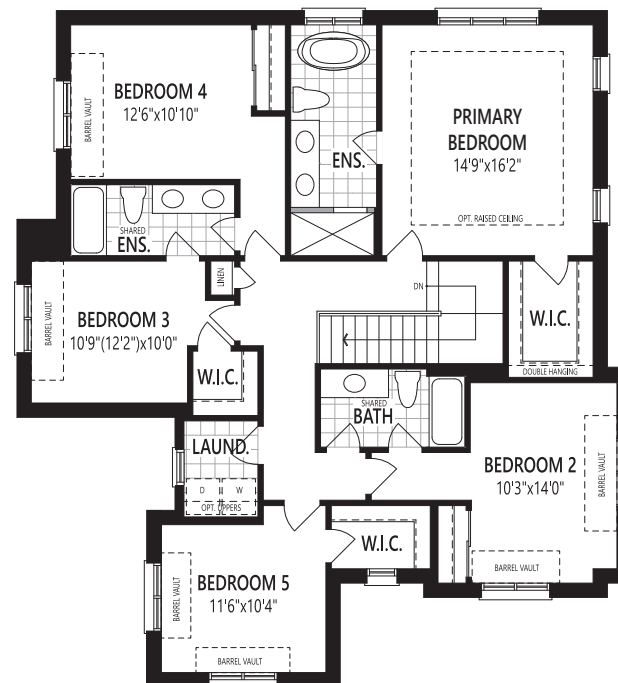 BEDROOM 4
12'6"x10'10"
BARREL VAULT
ENS.
PRIMARY
BEDROOM
14'9"x16'2"
OPT. RAISED CEILING
SHARED
ENS.
LINEN
DN
W.I.C.
DOUBLE HANGING
BARREL VAULT
BEDROOM 3
10'9"(12'2")x10'0"
W.I.C.
SHARED
BATH
LAUND.
D
W
OPT. UPPERS
BEDROOM 2
10'3"x14'0"
BARREL VAULT
BARREL VAULT
W.I.C.
BEDROOM 5
11'6"x10'4"
BARREL VAULT
BARREL VAULT